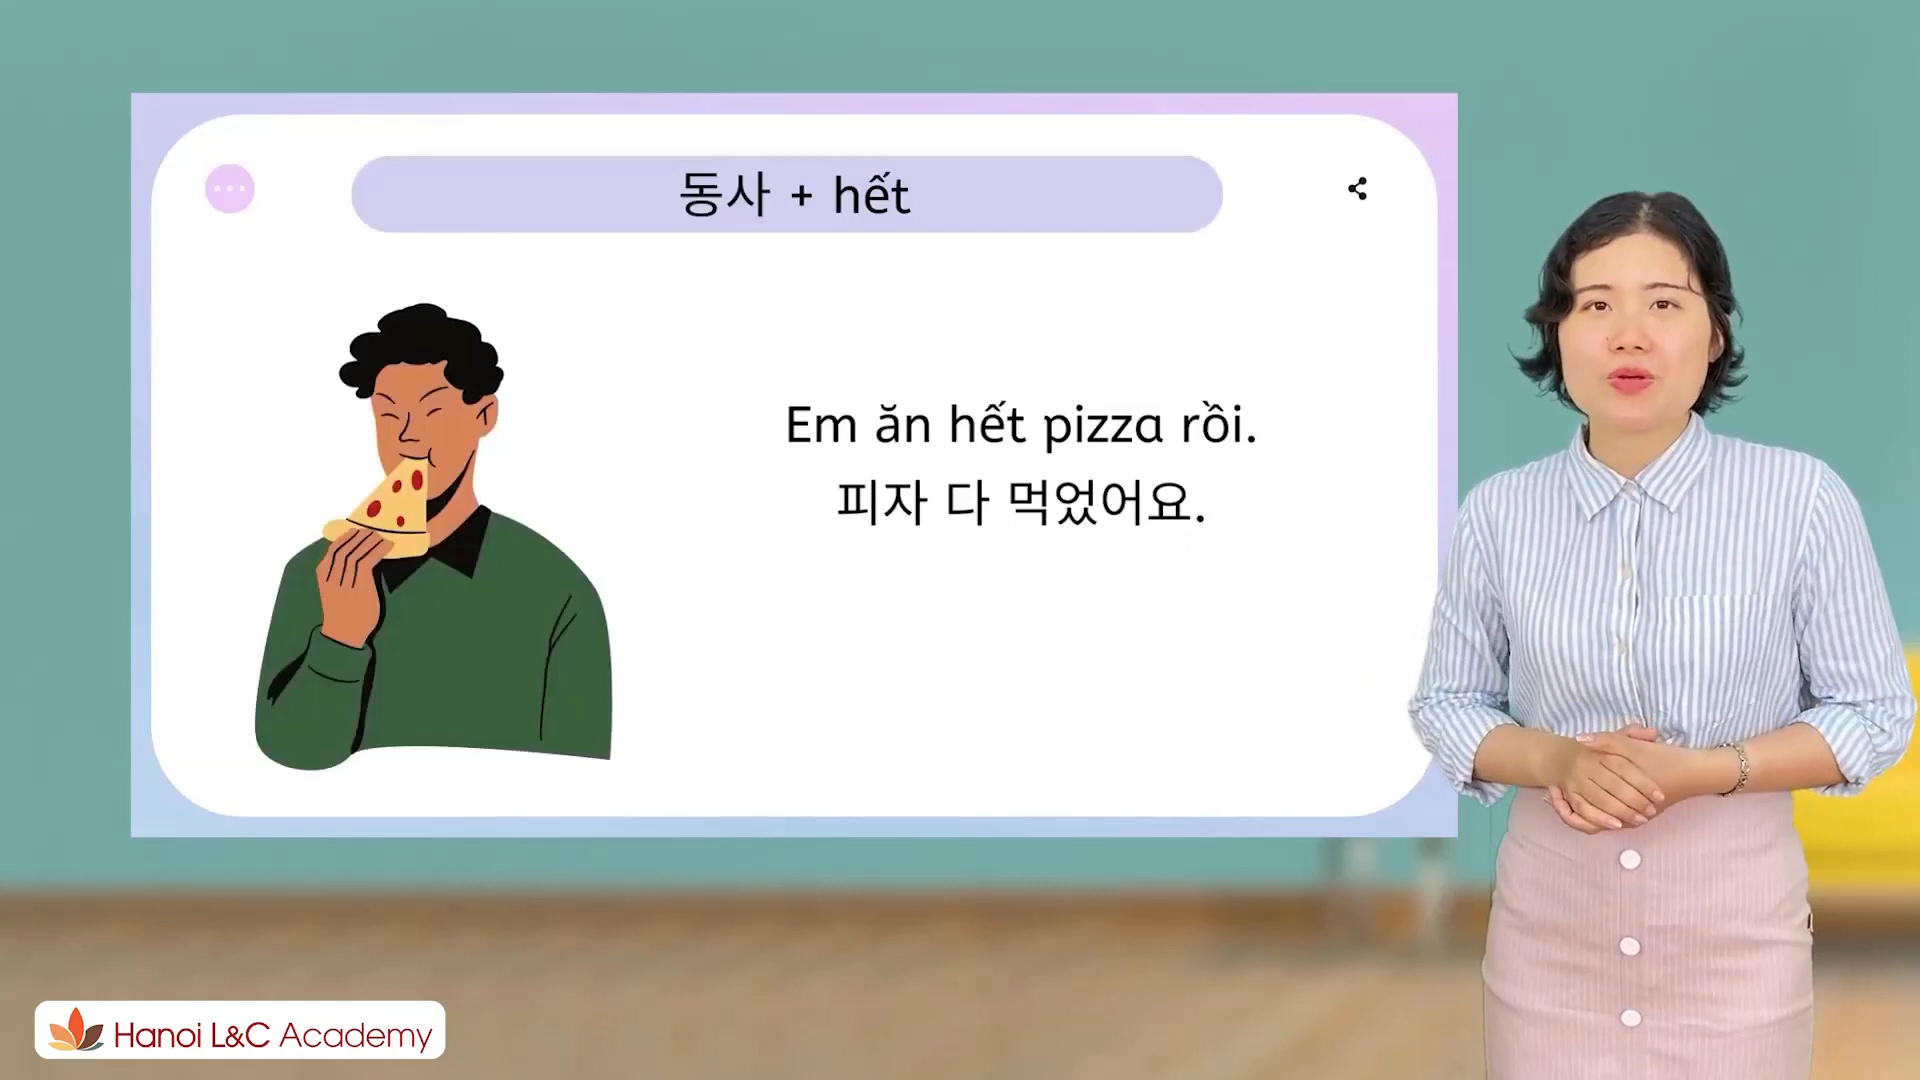 동사 + hết
Em ăn hết pizza rồi.
피자 다 먹었어요.
Hanoi L&C Academy